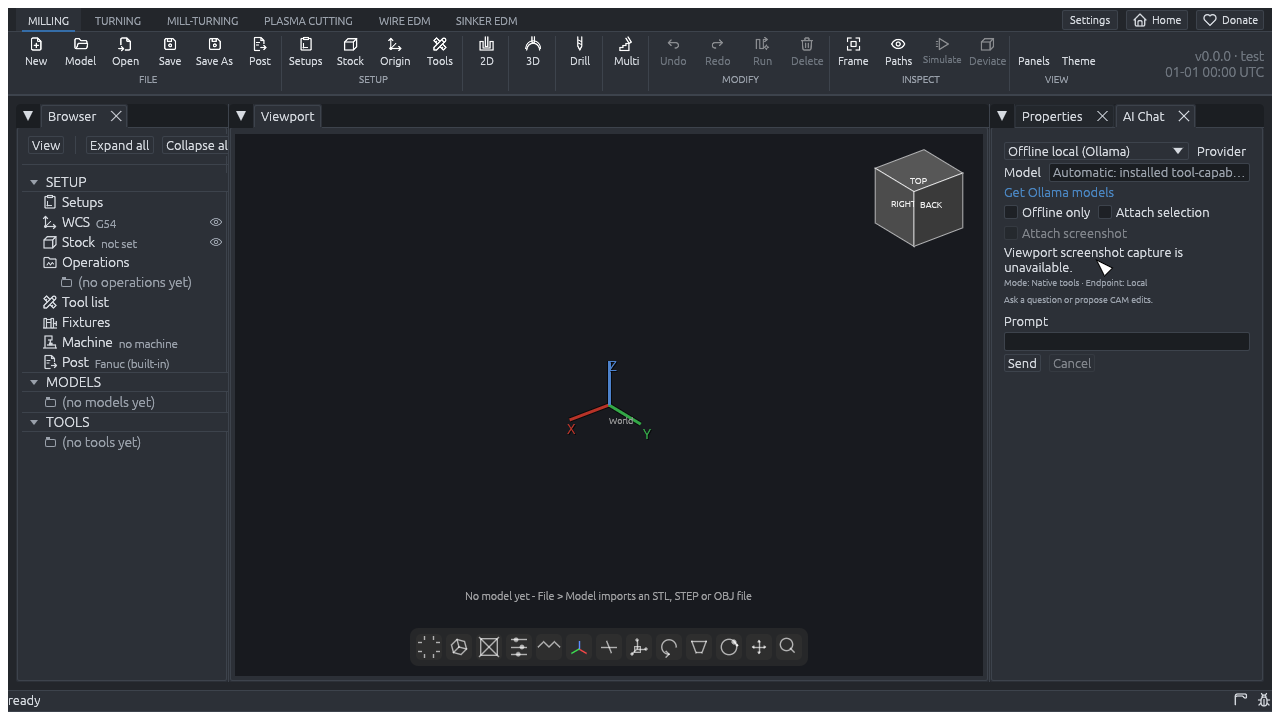 MILLING TURNING MILL-TURNING PLASMA CUTTING WIRE EDM SINKER EDM Settings Home Donate
New Model Open Save Save As Post Setups Stock Origin Tools 2D 3D Drill Multi Undo Redo Run Delete Frame Paths Simulate Deviate Panels Theme
FILE SETUP MODIFY INSPECT VIEW
v0.0.0 · test
01-01 00:00 UTC
Browser Viewport Properties AI Chat
View Expand all Collapse al
SETUP
Setups
WCS G54
Stock not set
Operations
(no operations yet)
Tool list
Fixtures
Machine no machine
Post Fanuc (built-in)
MODELS
(no models yet)
TOOLS
(no tools yet)
TOP
RIGHT BACK
Z
World
X
Y
No model yet - File > Model imports an STL, STEP or OBJ file
Offline local (Ollama) Provider
Model Automatic: installed tool-capab...
Get Ollama models
Offline only Attach selection
Attach screenshot
Viewport screenshot capture is
unavailable.
Mode: Native tools · Endpoint: Local
Ask a question or propose CAM edits.
Prompt
Send Cancel
ready